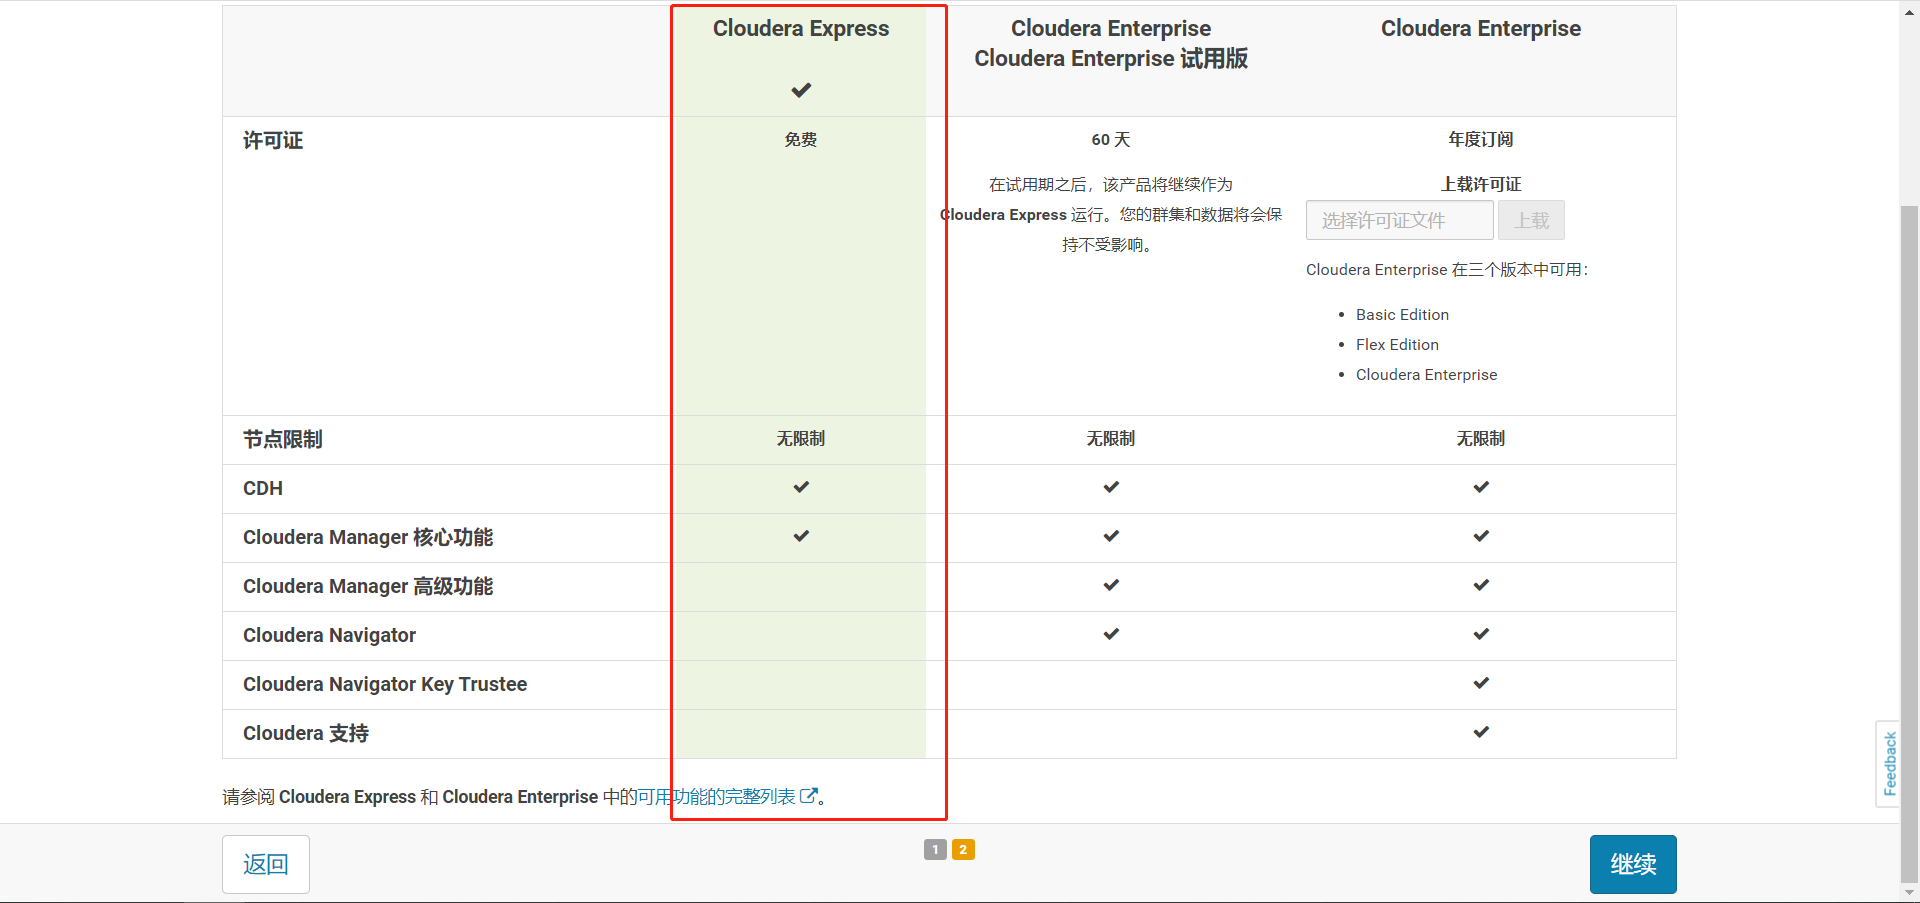 Cloudera Express
Cloudera Enterprise
Cloudera Enterprise 试用版
Cloudera Enterprise
许可证
免费
60 天
在试用期之后，该产品将继续作为
Cloudera Express 运行。您的群集和数据将会保
持不受影响。
年度订阅
上载许可证
选择许可证文件
上载
Cloudera Enterprise 在三个版本中可用：
Basic Edition
Flex Edition
Cloudera Enterprise
节点限制
无限制
无限制
无限制
CDH
Cloudera Manager 核心功能
Cloudera Manager 高级功能
Cloudera Navigator
Cloudera Navigator Key Trustee
Cloudera 支持
请参阅 Cloudera Express 和 Cloudera Enterprise 中的可用功能的完整列表。
Feedback
返回
1
2
继续